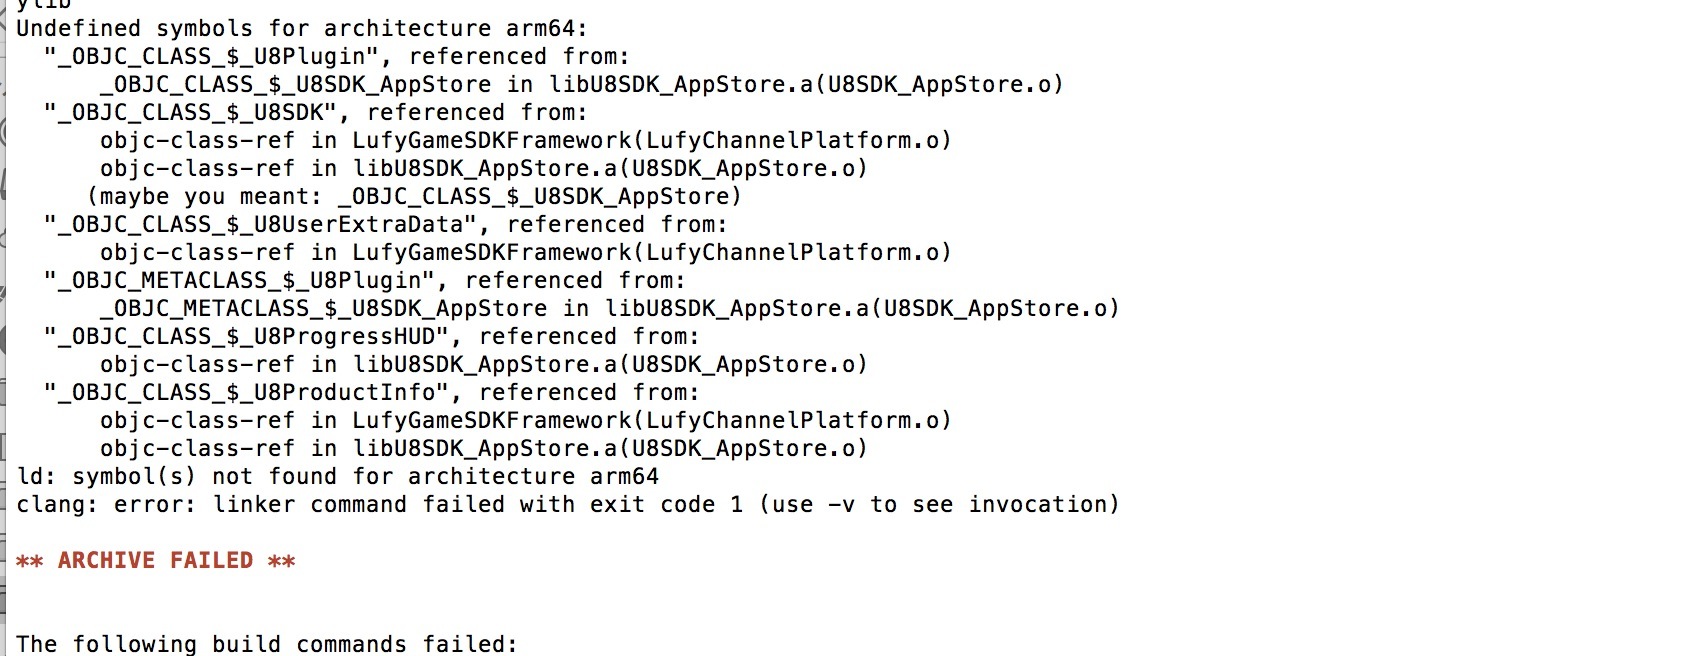 ylib
Undefined symbols for architecture arm64:
"_OBJC_CLASS_$_U8Plugin", referenced from:
_OBJC_CLASS_$_U8SDK_AppStore in libU8SDK_AppStore.a(U8SDK_AppStore.o)
"_OBJC_CLASS_$_U8SDK", referenced from:
objc-class-ref in LufyGameSDKFramework(LufyChannelPlatform.o)
objc-class-ref in libU8SDK_AppStore.a(U8SDK_AppStore.o)
(maybe you meant: _OBJC_CLASS_$_U8SDK_AppStore)
"_OBJC_CLASS_$_U8UserExtraData", referenced from:
objc-class-ref in LufyGameSDKFramework(LufyChannelPlatform.o)
"_OBJC_METACLASS_$_U8Plugin", referenced from:
_OBJC_METACLASS_$_U8SDK_AppStore in libU8SDK_AppStore.a(U8SDK_AppStore.o)
"_OBJC_CLASS_$_U8ProgressHUD", referenced from:
objc-class-ref in libU8SDK_AppStore.a(U8SDK_AppStore.o)
"_OBJC_CLASS_$_U8ProductInfo", referenced from:
objc-class-ref in LufyGameSDKFramework(LufyChannelPlatform.o)
objc-class-ref in libU8SDK_AppStore.a(U8SDK_AppStore.o)
ld: symbol(s) not found for architecture arm64
clang: error: linker command failed with exit code 1 (use -v to see invocation)
** ARCHIVE FAILED **
The following build commands failed: